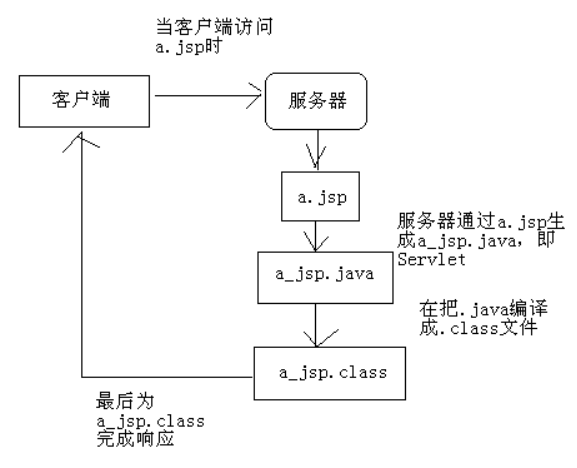 当客户端访问
a.jsp时
客户端
服务器
a.jsp
服务器通过a.jsp生
成a_jsp.java，即
Servlet
a_jsp.java
在把.java编译
成.class文件
a_jsp.class
最后为
a_jsp.class
完成响应